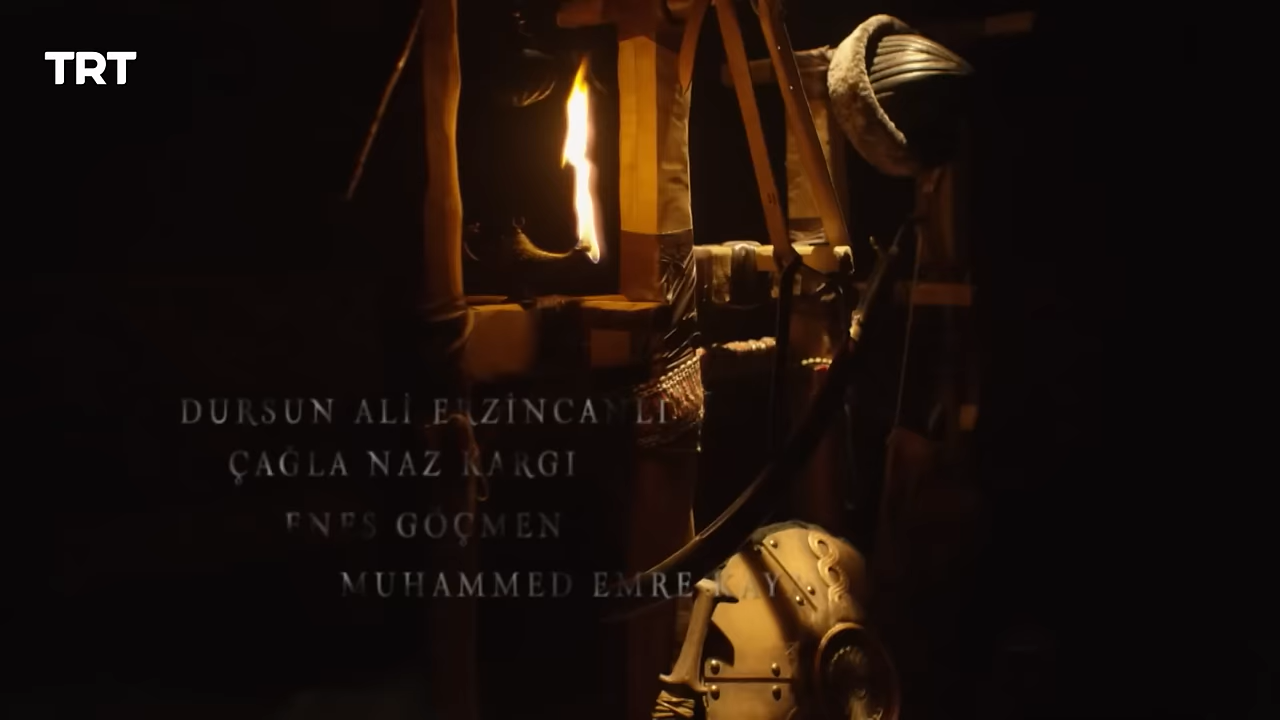 TRT
DURSUN ALİ ERZİNCANLI
ÇAĞLA NAZ KARGI
ENES GÖÇMEN
MUHAMMED EMRE KAY